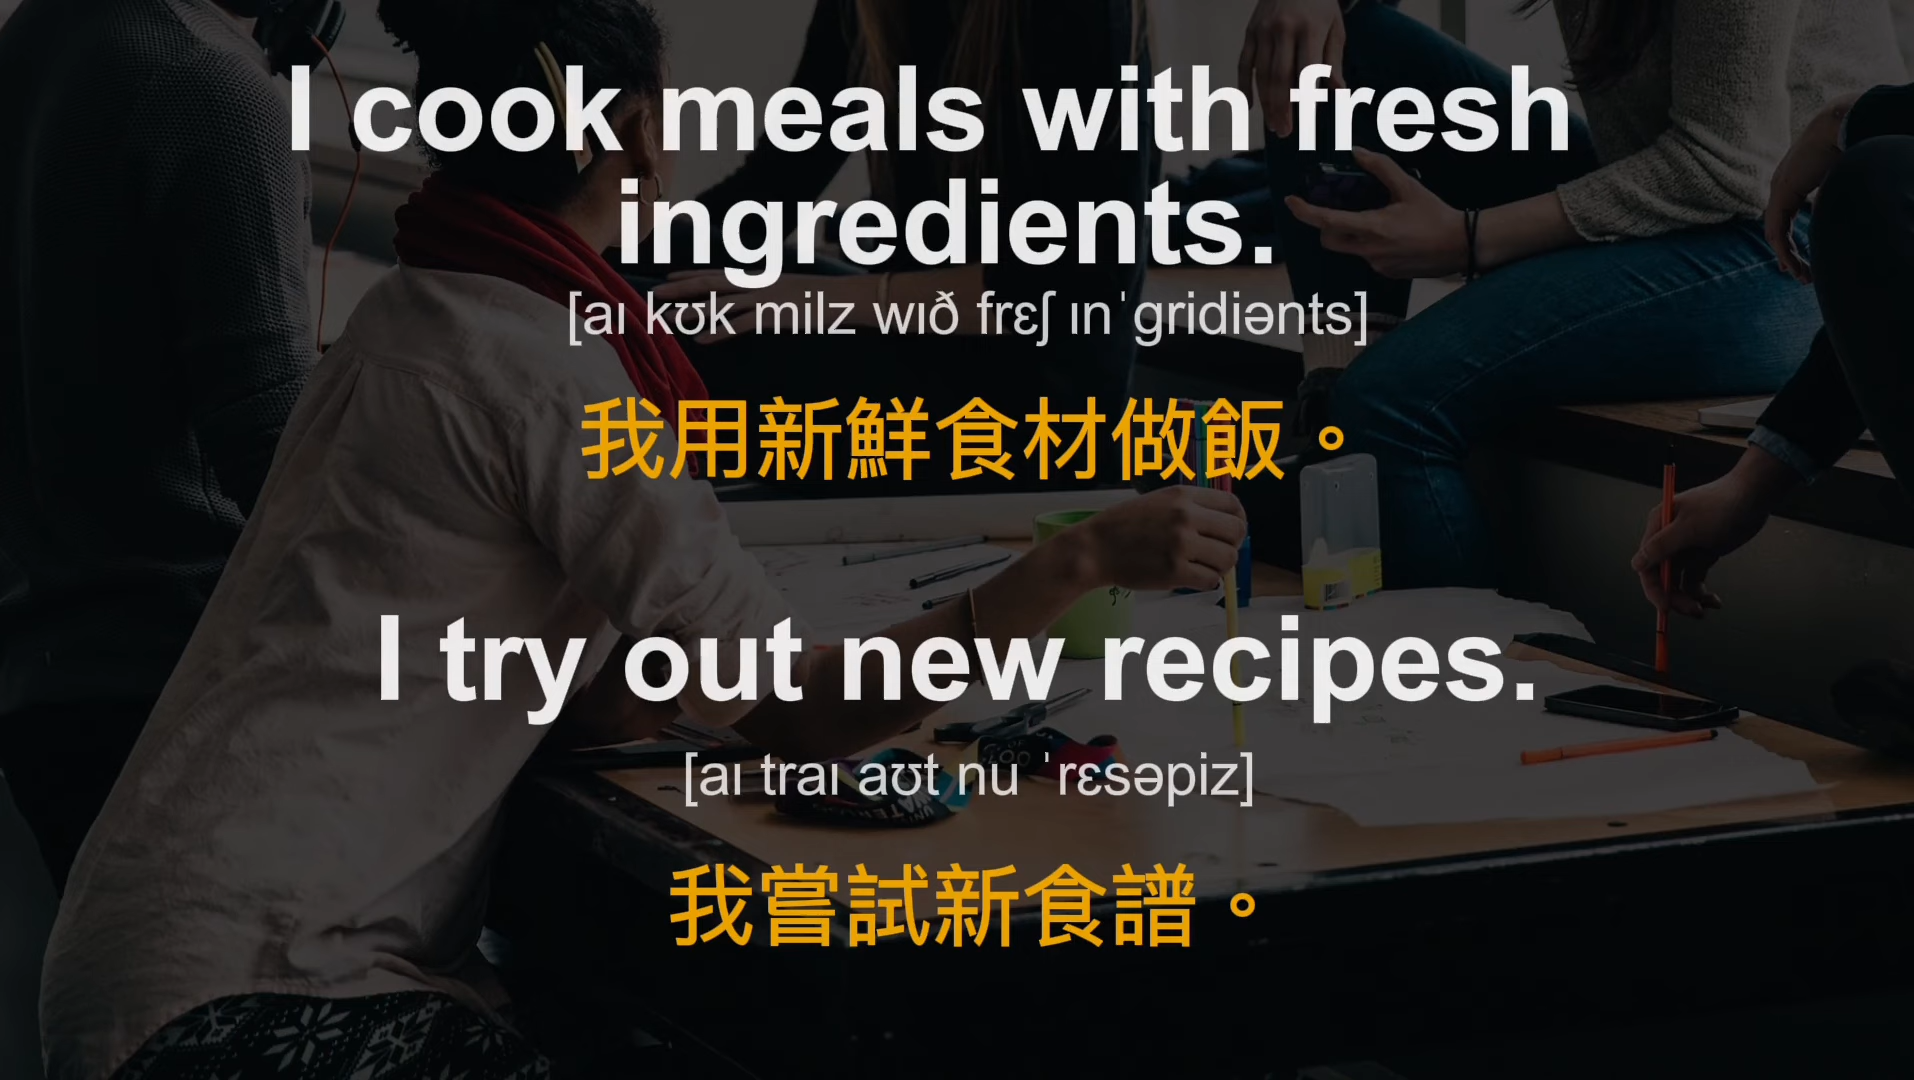 I cook meals with fresh
ingredients.
[aɪ kʊk milz wɪð frɛʃ ɪnˈgridiənts]
我用新鮮食材做飯。
I try out new recipes.
[aɪ traɪ aʊt nu ˈrɛsəpiz]
我嘗試新食譜。